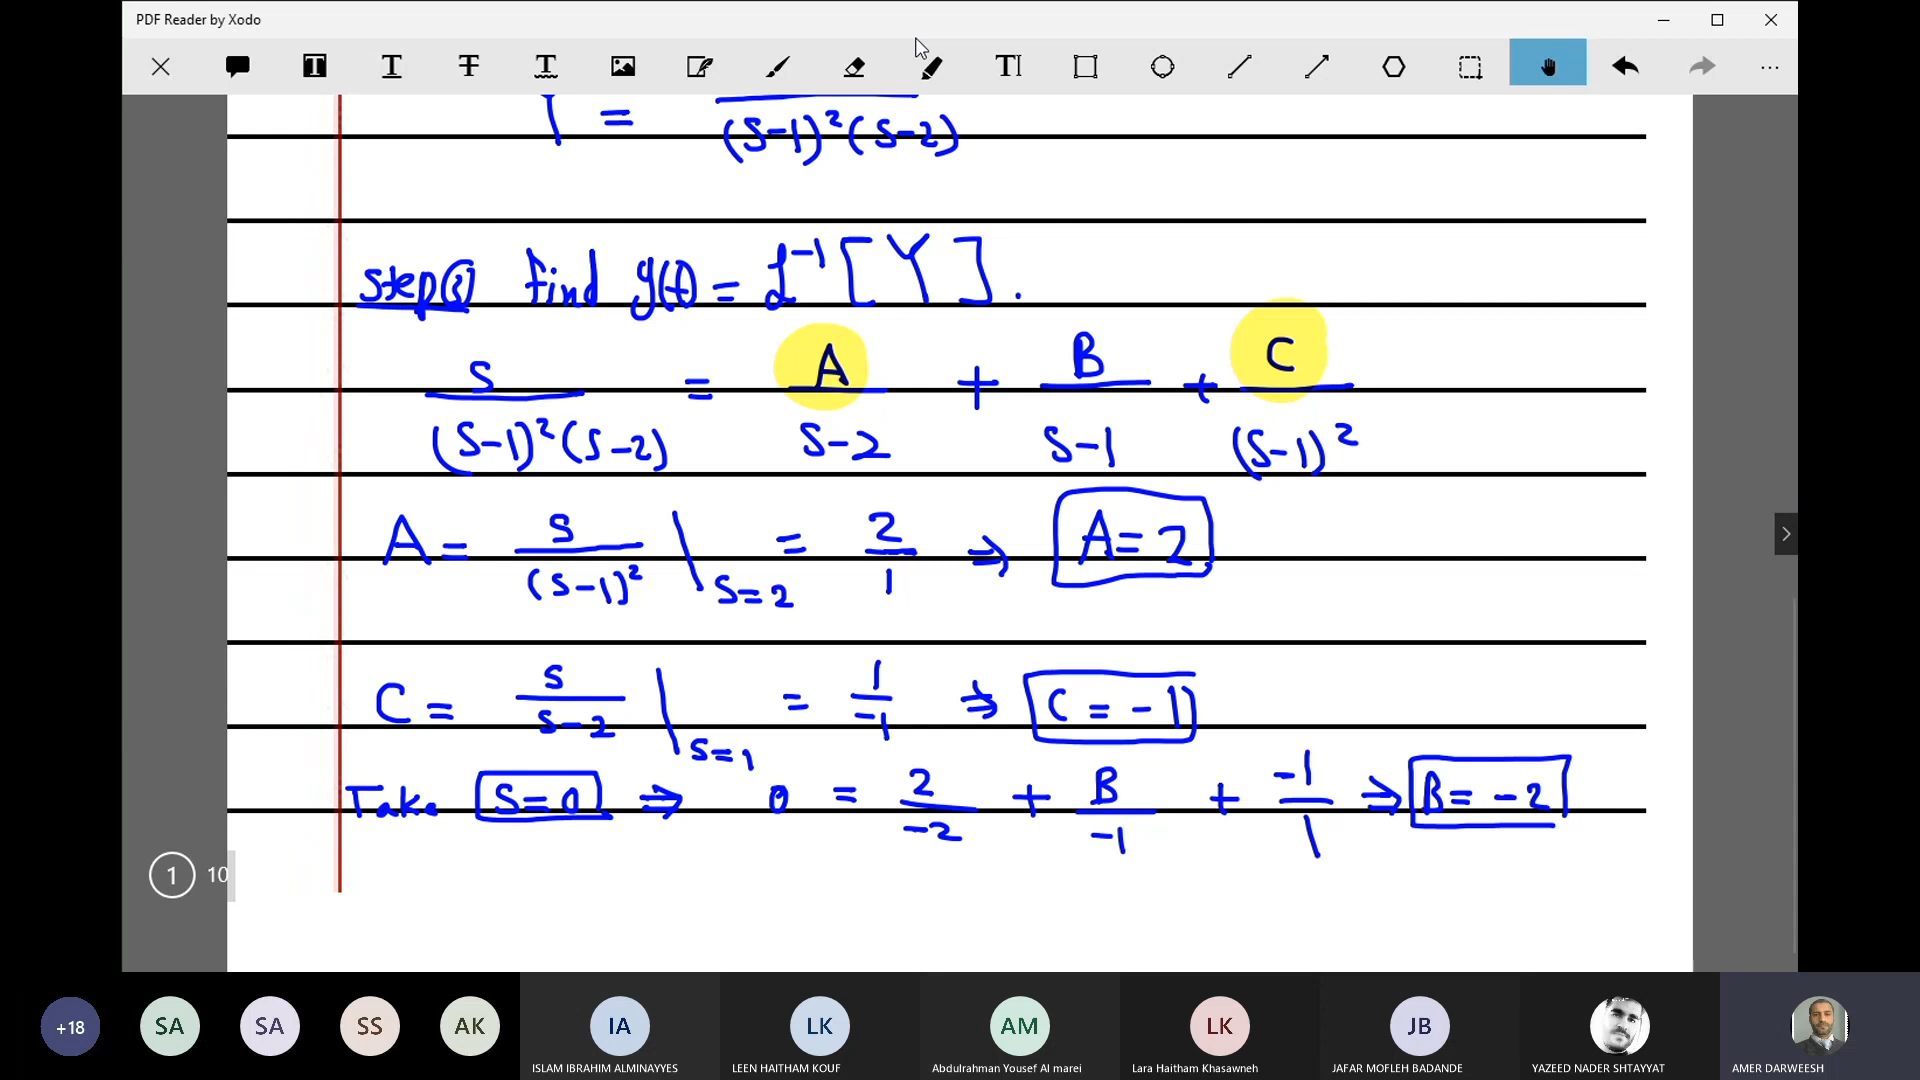 PDF Reader by Xodo
Y = (S-1)²(S-2)
step③ find y(t) = ℒ⁻¹[Y].
S/((S-1)²(S-2)) = A/(S-2) + B/(S-1) + C/(S-1)²
A = S/(S-1)² |S=2 = 2/1 ⇒ A = 2
C = S/(S-2) |S=1 = 1/-1 ⇒ C = -1
Take S=0 ⇒ 0 = 2/-2 + B/-1 + -1/1 ⇒ B = -2
1 10
+18 SA SA SS AK IA LK AM LK JB
ISLAM IBRAHIM ALMINAYYES LEEN HAITHAM KOUF Abdulrahman Yousef Al marei Lara Haitham Khasawneh JAFAR MOFLEH BADANDE YAZEED NADER SHTAYYAT AMER DARWEESH